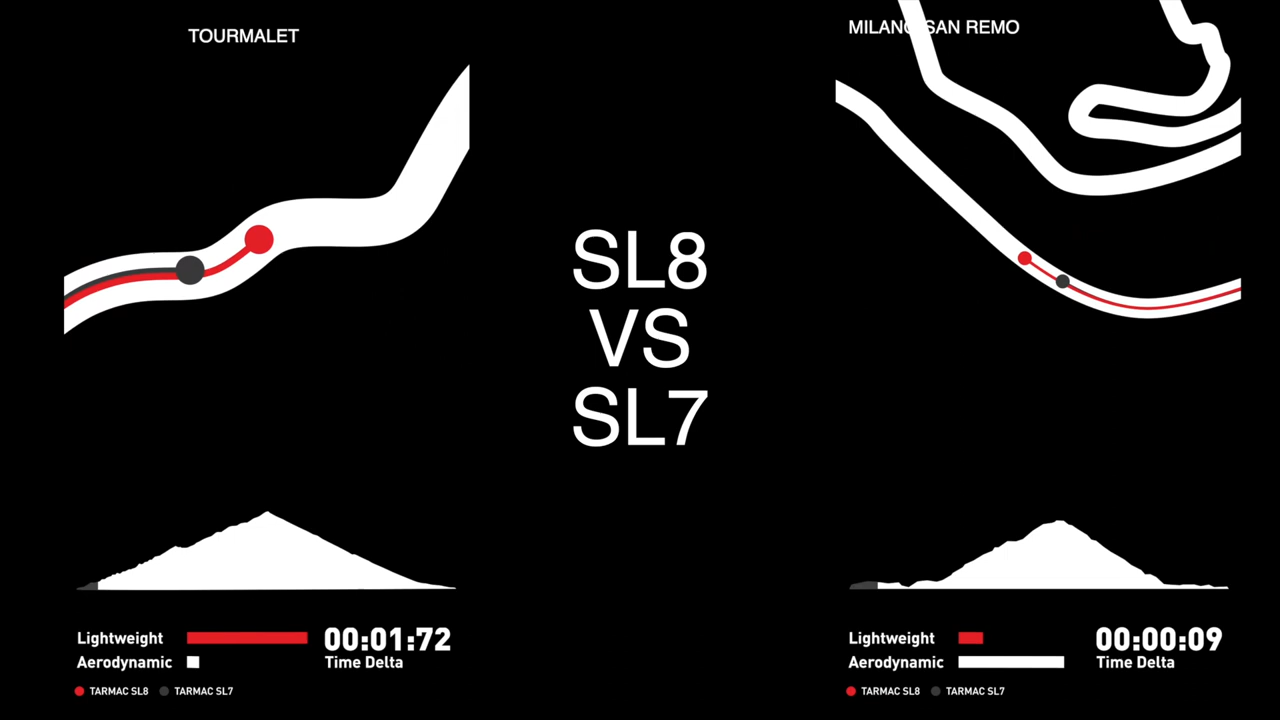 TOURMALET
MILANO SAN REMO
SL8
VS
SL7
Lightweight
Aerodynamic
00:01:72
Time Delta
TARMAC SL8
TARMAC SL7
Lightweight
Aerodynamic
00:00:09
Time Delta
TARMAC SL8
TARMAC SL7